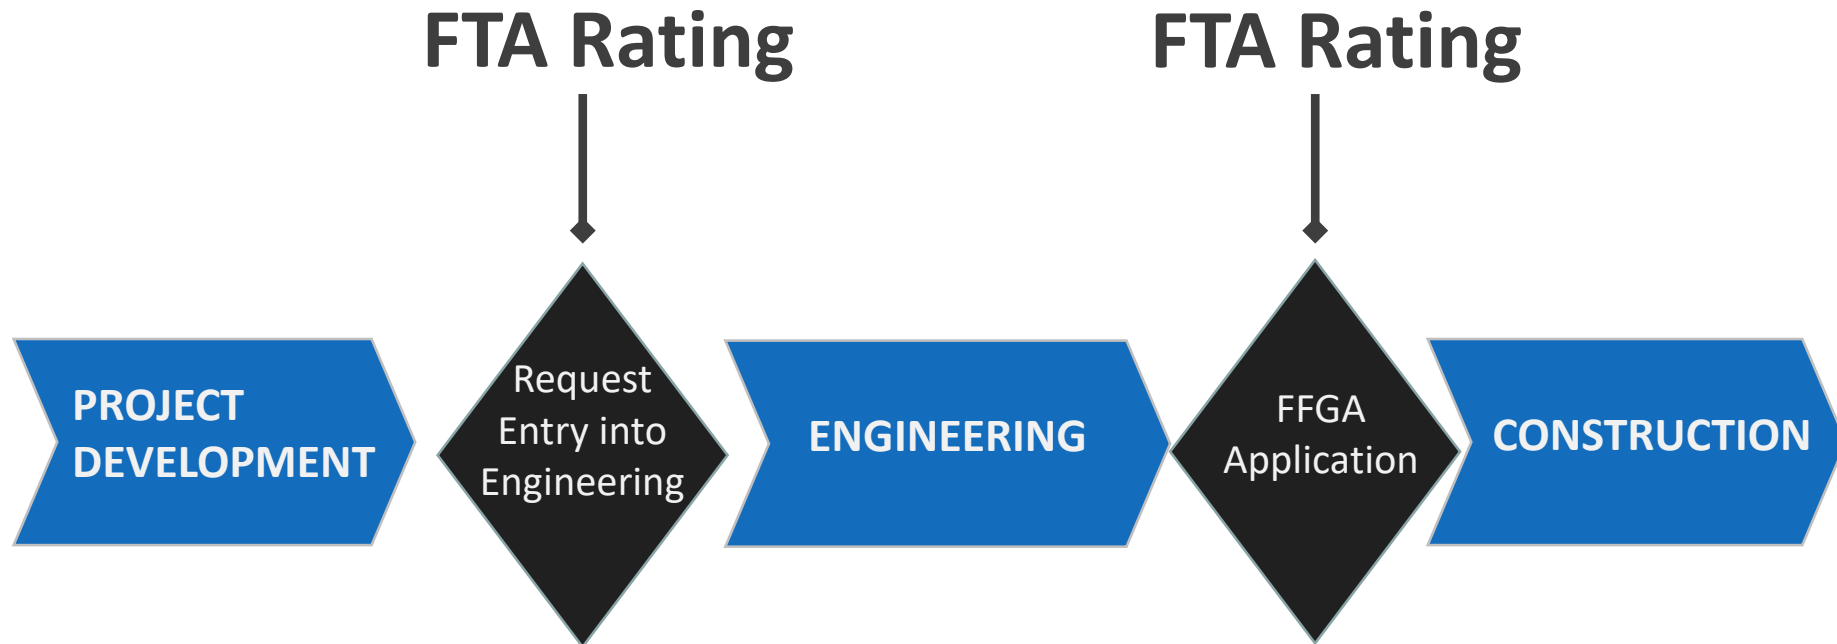 FTA Rating
FTA Rating
PROJECT
DEVELOPMENT
Request
Entry into
Engineering
ENGINEERING
FFGA
Application
CONSTRUCTION